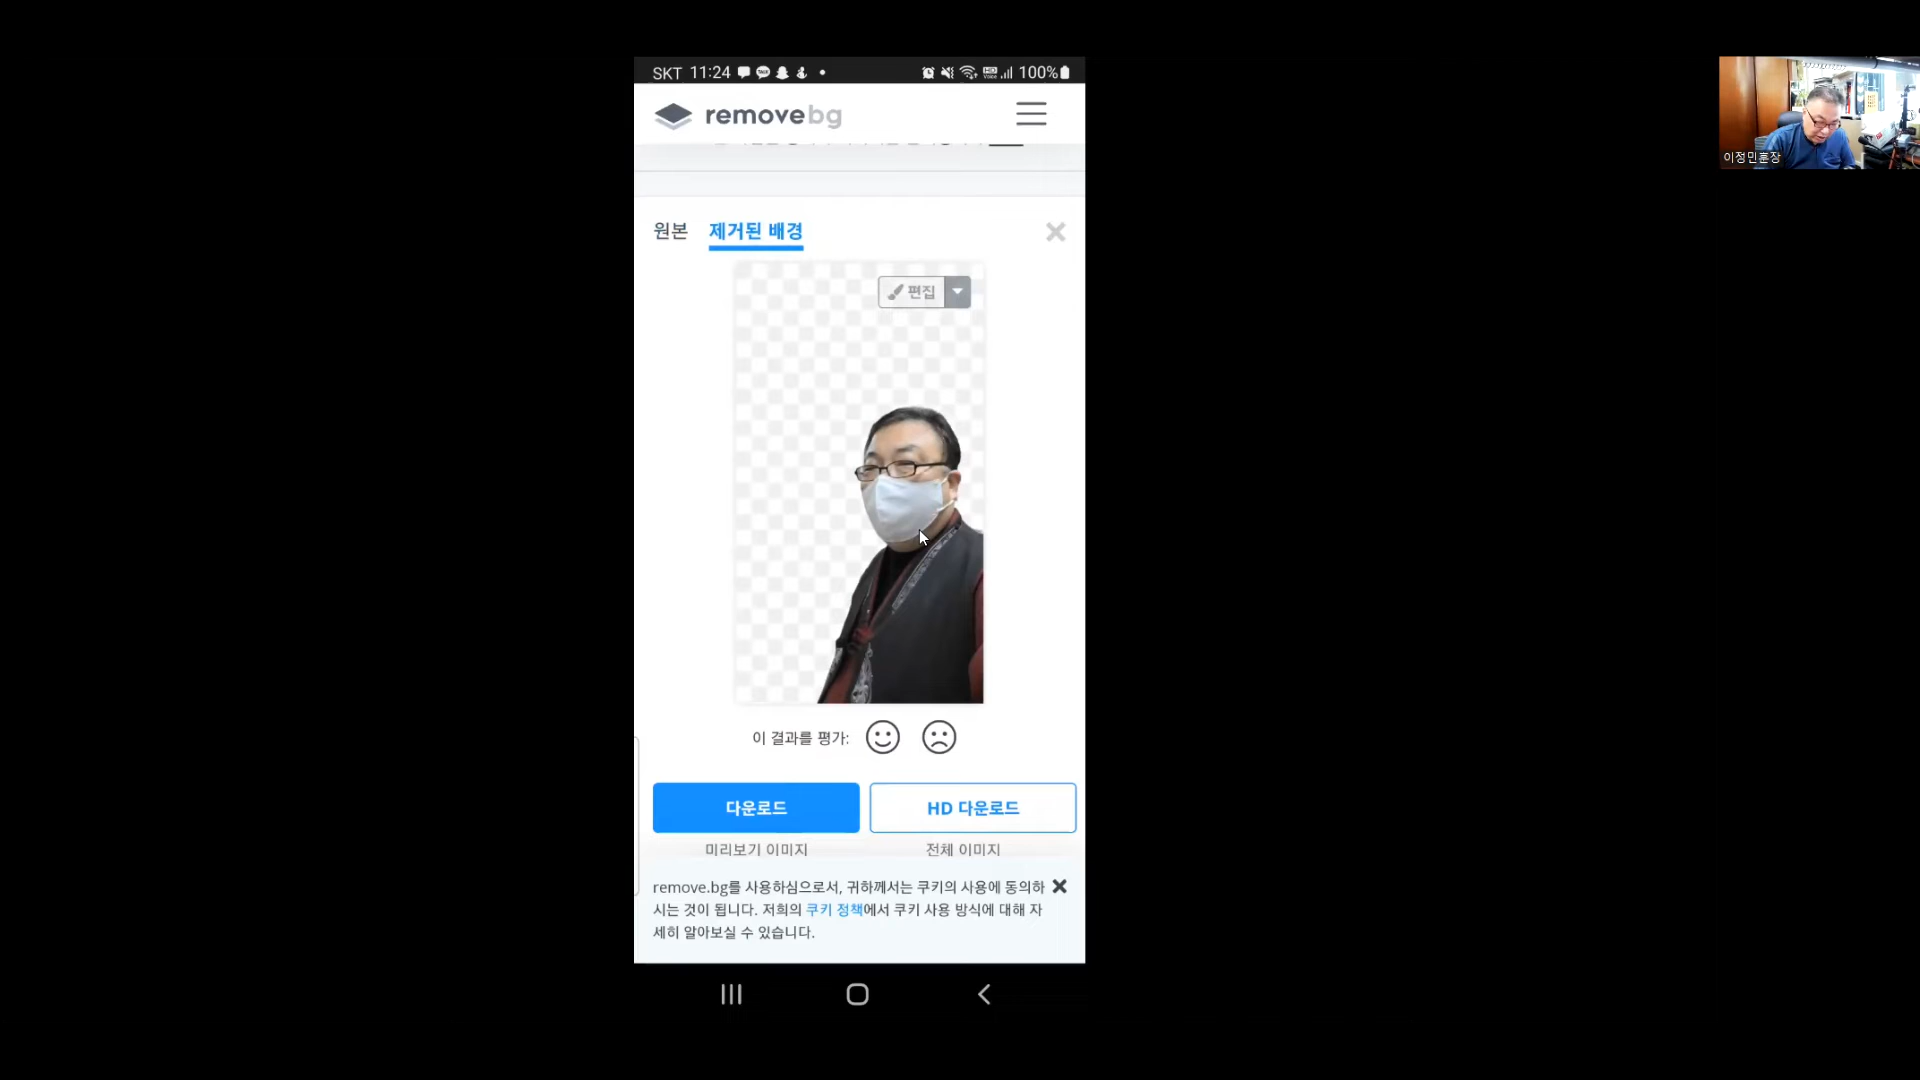 SKT 11:24
100%
removebg
이정민훈장
원본 제거된 배경
편집
이 결과를 평가:
다운로드 HD 다운로드
미리보기 이미지 전체 이미지
remove.bg를 사용하심으로서, 귀하께서는 쿠키의 사용에 동의하
시는 것이 됩니다. 저희의 쿠키 정책에서 쿠키 사용 방식에 대해 자
세히 알아보실 수 있습니다.